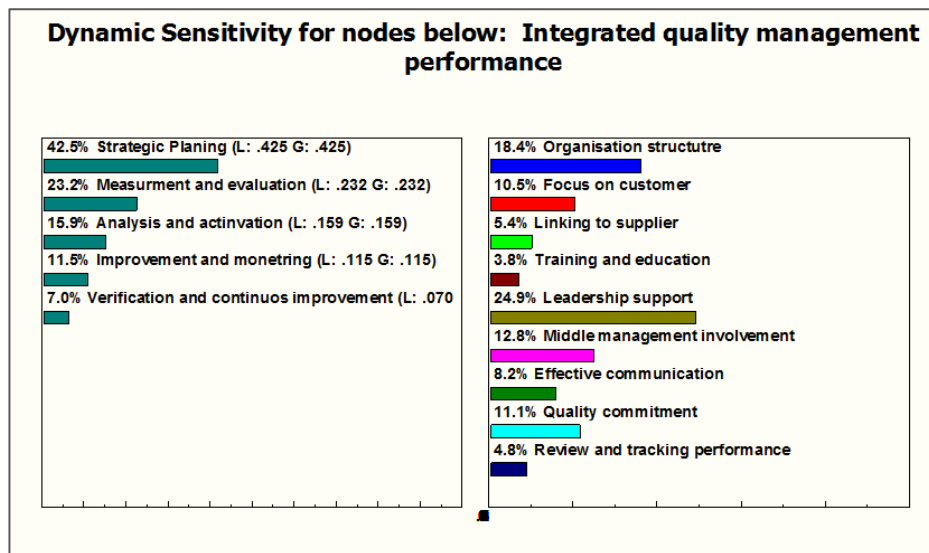 Dynamic Sensitivity for nodes below: Integrated quality management
performance
42.5% Strategic Planing (L: .425 G: .425)
23.2% Measurment and evaluation (L: .232 G: .232)
15.9% Analysis and actinvation (L: .159 G: .159)
11.5% Improvement and monetring (L: .115 G: .115)
7.0% Verification and continuos improvement (L: .070
18.4% Organisation structutre
10.5% Focus on customer
5.4% Linking to supplier
3.8% Training and education
24.9% Leadership support
12.8% Middle management involvement
8.2% Effective communication
11.1% Quality commitment
4.8% Review and tracking performance